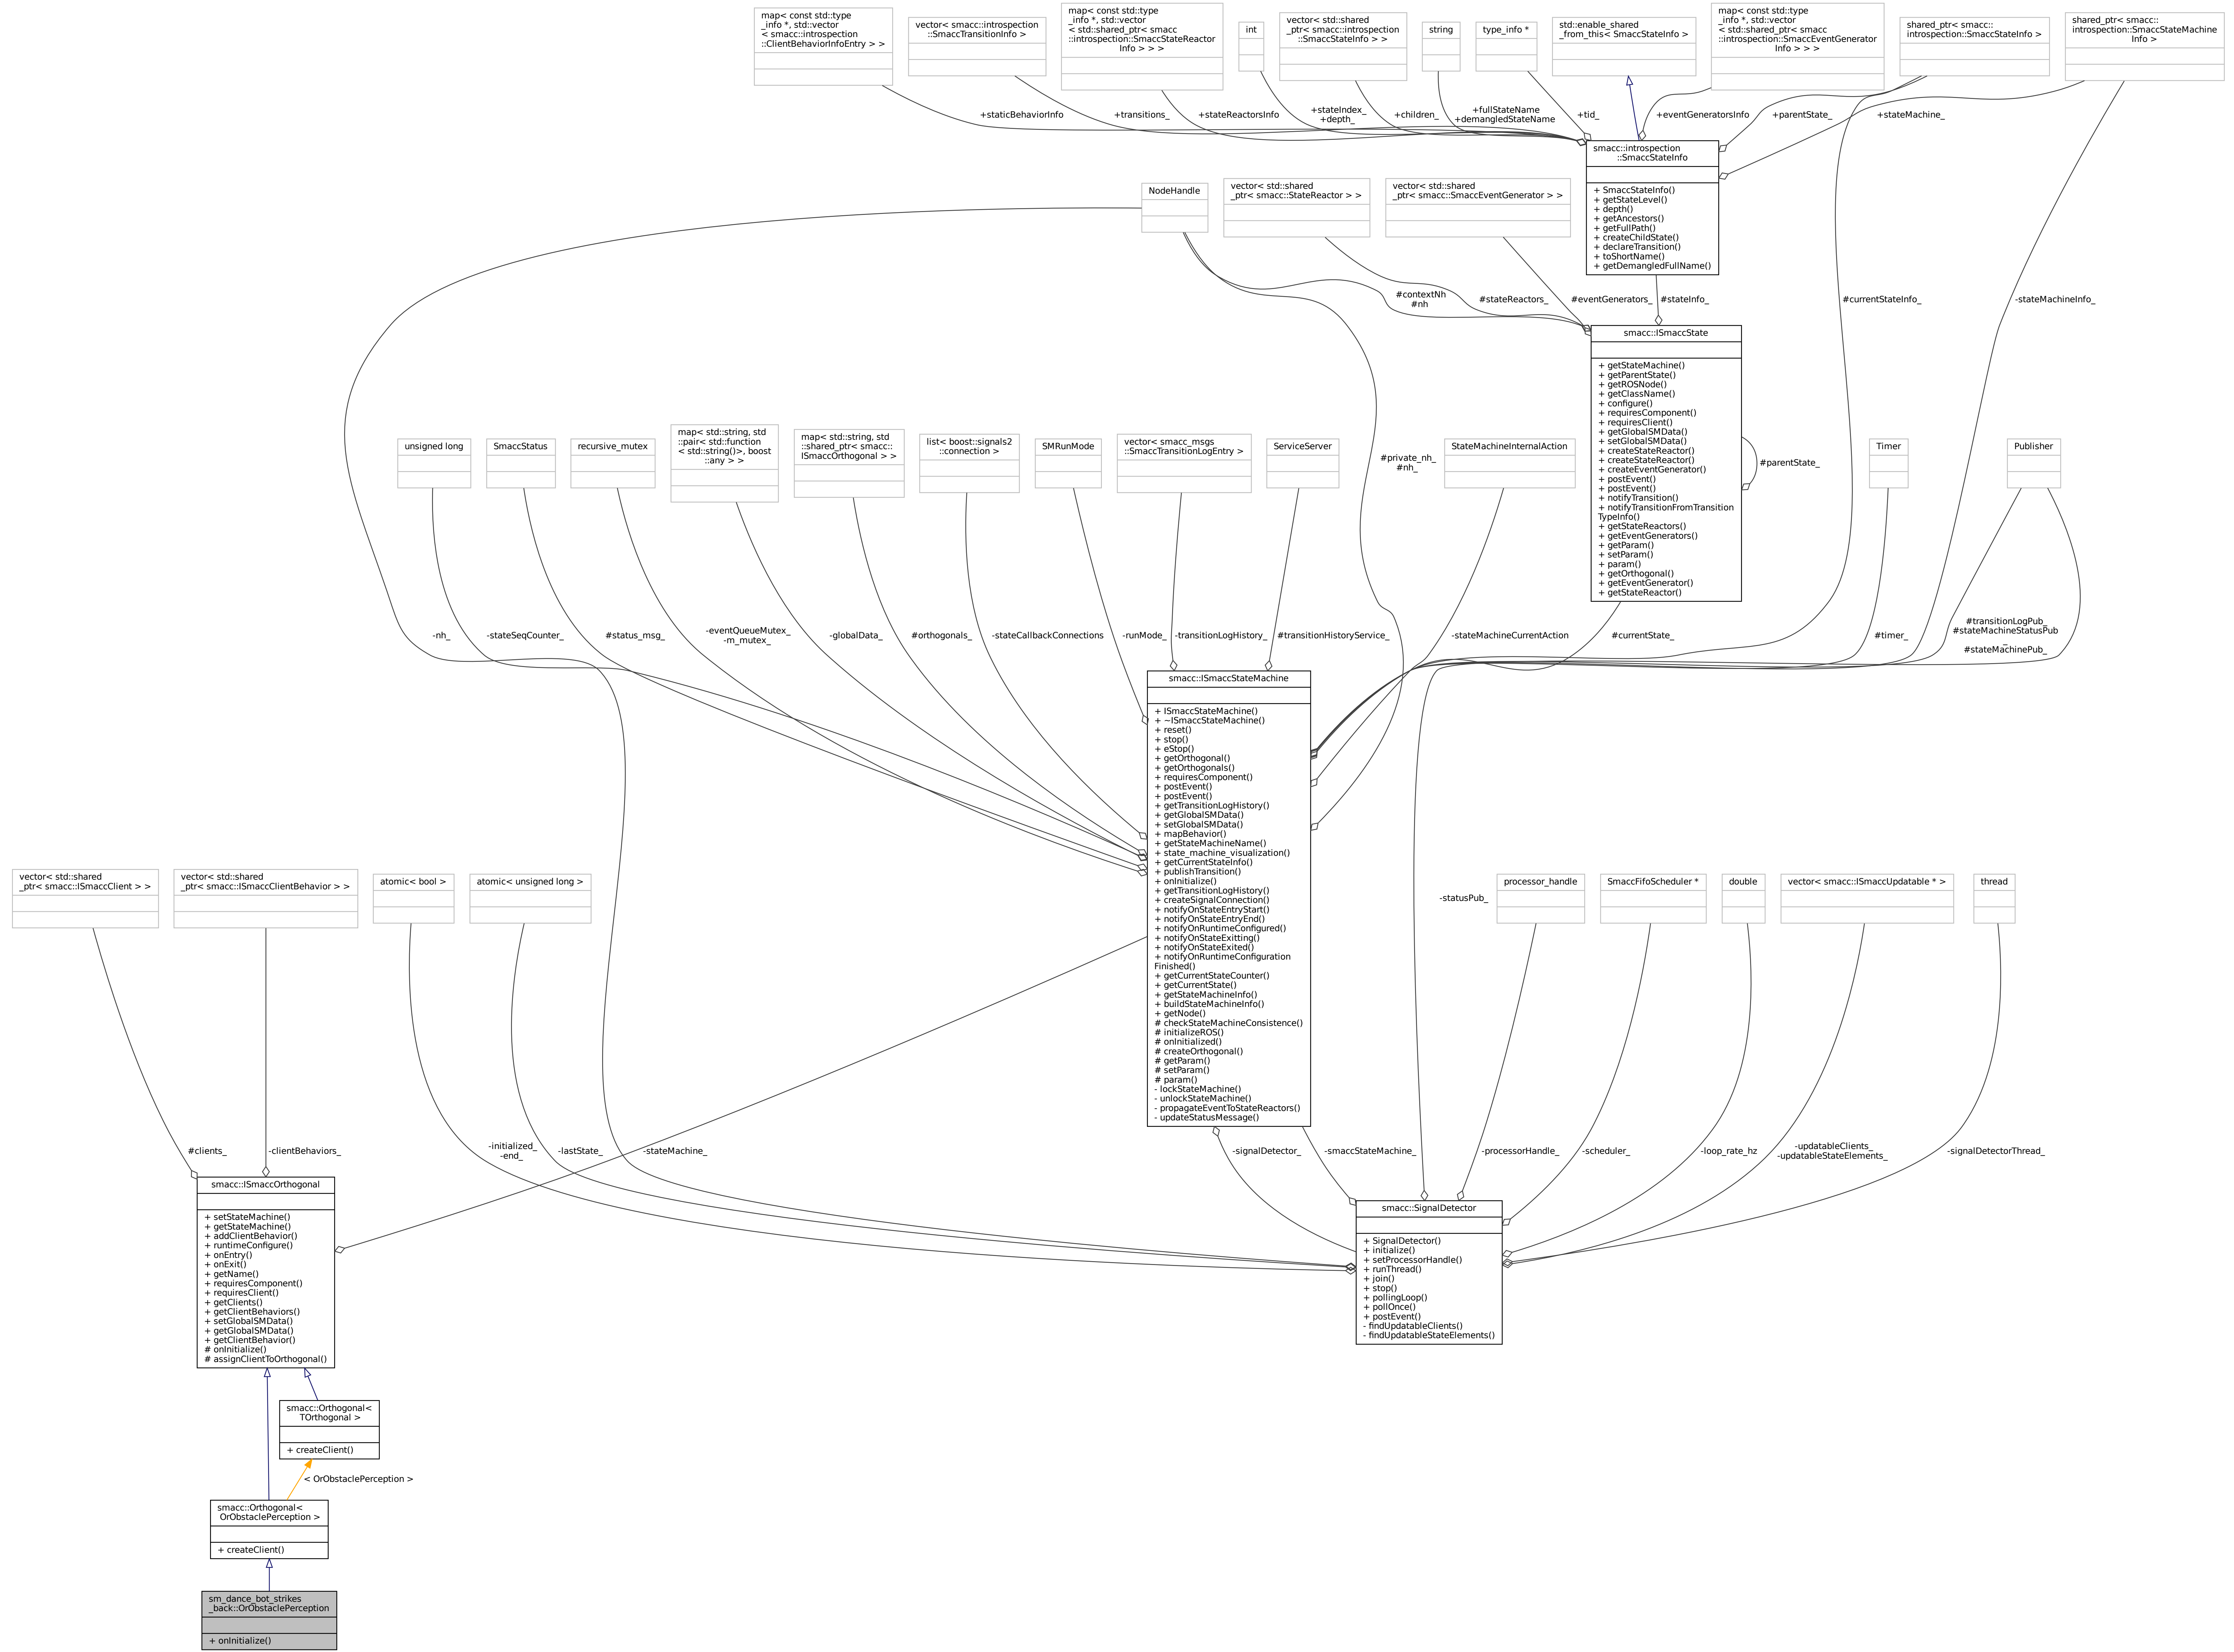 map< const std::type
_info *, std::vector
< smacc::introspection
::ClientBehaviorInfoEntry > >
vector< smacc::introspection
::SmaccTransitionInfo >
map< const std::type
_info *, std::vector
< std::shared_ptr< smacc
::introspection::SmaccStateReactor
Info > > >
int
vector< std::shared
_ptr< smacc::introspection
::SmaccStateInfo > >
string
type_info *
std::enable_shared
_from_this< SmaccStateInfo >
map< const std::type
_info *, std::vector
< std::shared_ptr< smacc
::introspection::SmaccEventGenerator
Info > > >
shared_ptr< smacc::
introspection::SmaccStateInfo >
shared_ptr< smacc::
introspection::SmaccStateMachine
Info >
+staticBehaviorInfo
+transitions_
+stateReactorsInfo
+stateIndex_
+depth_
+children_
+fullStateName
+demangledStateName
+tid_
+eventGeneratorsInfo
+parentState_
+stateMachine_
smacc::introspection
::SmaccStateInfo
+ SmaccStateInfo()
+ getStateLevel()
+ depth()
+ getAncestors()
+ getFullPath()
+ createChildState()
+ declareTransition()
+ toShortName()
+ getDemangledFullName()
NodeHandle
vector< std::shared
_ptr< smacc::StateReactor > >
vector< std::shared
_ptr< smacc::SmaccEventGenerator > >
#contextNh
#nh
#stateReactors_
#eventGenerators_
#stateInfo_
#currentStateInfo_
-stateMachineInfo_
smacc::ISmaccState
+ getStateMachine()
+ getParentState()
+ getROSNode()
+ getClassName()
+ configure()
+ requiresComponent()
+ requiresClient()
+ getGlobalSMData()
+ setGlobalSMData()
+ createStateReactor()
+ createStateReactor()
+ createEventGenerator()
+ postEvent()
+ postEvent()
+ notifyTransition()
+ notifyTransitionFromTransition
TypeInfo()
+ getStateReactors()
+ getEventGenerators()
+ getParam()
+ setParam()
+ param()
+ getOrthogonal()
+ getEventGenerator()
+ getStateReactor()
#parentState_
unsigned long
SmaccStatus
recursive_mutex
map< std::string, std
::pair< std::function
< std::string()>, boost
::any > >
map< std::string, std
::shared_ptr< smacc::
ISmaccOrthogonal > >
list< boost::signals2
::connection >
SMRunMode
vector< smacc_msgs
::SmaccTransitionLogEntry >
ServiceServer
#private_nh_
#nh_
StateMachineInternalAction
Timer
Publisher
-nh_
-stateSeqCounter_
#status_msg_
-eventQueueMutex_
-m_mutex_
-globalData_
#orthogonals_
-stateCallbackConnections
-runMode_
-transitionLogHistory_
#transitionHistoryService_
-stateMachineCurrentAction
#currentState_
#timer_
#transitionLogPub_
#stateMachineStatusPub
_
#stateMachinePub_
smacc::ISmaccStateMachine
+ ISmaccStateMachine()
+ ~ISmaccStateMachine()
+ reset()
+ stop()
+ eStop()
+ getOrthogonal()
+ getOrthogonals()
+ requiresComponent()
+ postEvent()
+ postEvent()
+ getTransitionLogHistory()
+ getGlobalSMData()
+ setGlobalSMData()
+ mapBehavior()
+ getStateMachineName()
+ state_machine_visualization()
+ getCurrentStateInfo()
+ publishTransition()
+ onInitialize()
+ getTransitionLogHistory()
+ createSignalConnection()
+ notifyOnStateEntryStart()
+ notifyOnStateEntryEnd()
+ notifyOnRuntimeConfigured()
+ notifyOnStateExitting()
+ notifyOnStateExited()
+ notifyOnRuntimeConfiguration
Finished()
+ getCurrentStateCounter()
+ getCurrentState()
+ getStateMachineInfo()
+ buildStateMachineInfo()
+ getNode()
# checkStateMachineConsistence()
# initializeROS()
# onInitialized()
# createOrthogonal()
# getParam()
# setParam()
# param()
- lockStateMachine()
- unlockStateMachine()
- propagateEventToStateReactors()
- updateStatusMessage()
vector< std::shared
_ptr< smacc::ISmaccClient > >
vector< std::shared
_ptr< smacc::ISmaccClientBehavior > >
atomic< bool >
atomic< unsigned long >
-statusPub_
processor_handle
SmaccFifoScheduler *
double
vector< smacc::ISmaccUpdatable * >
thread
#clients_
-clientBehaviors_
-initialized_
-end_
-lastState_
-stateMachine_
-signalDetector_
-smaccStateMachine_
-processorHandle_
-scheduler_
-loop_rate_hz
-updatableClients_
-updatableStateElements_
-signalDetectorThread_
smacc::ISmaccOrthogonal
+ setStateMachine()
+ getStateMachine()
+ addClientBehavior()
+ runtimeConfigure()
+ onEntry()
+ onExit()
+ getName()
+ requiresComponent()
+ requiresClient()
+ getClients()
+ getClientBehaviors()
+ setGlobalSMData()
+ getGlobalSMData()
+ getClientBehavior()
# onInitialize()
# assignClientToOrthogonal()
smacc::SignalDetector
+ SignalDetector()
+ initialize()
+ setProcessorHandle()
+ runThread()
+ join()
+ stop()
+ pollingLoop()
+ pollOnce()
+ postEvent()
- findUpdatableClients()
- findUpdatableStateElements()
smacc::Orthogonal<
TOrthogonal >
+ createClient()
< OrObstaclePerception >
smacc::Orthogonal<
OrObstaclePerception >
+ createClient()
sm_dance_bot_strikes
_back::OrObstaclePerception
+ onInitialize()